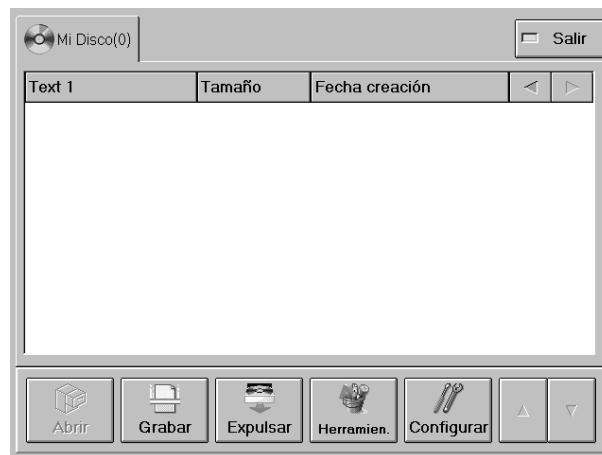 Mi Disco(0)
Salir
Text 1 Tamaño Fecha creación
Abrir Grabar Expulsar Herramien. Configurar